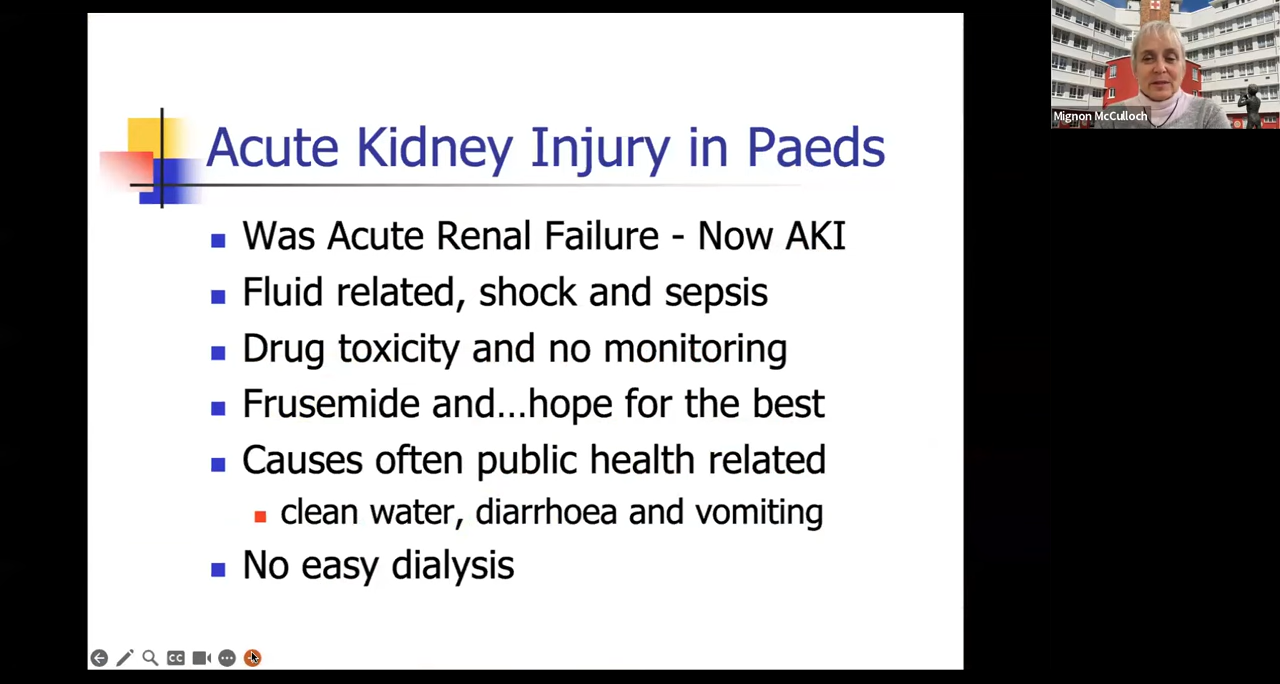 Acute Kidney Injury in Paeds
Was Acute Renal Failure - Now AKI
Fluid related, shock and sepsis
Drug toxicity and no monitoring
Frusemide and...hope for the best
Causes often public health related
clean water, diarrhoea and vomiting
No easy dialysis
CC
Mignon McCulloch